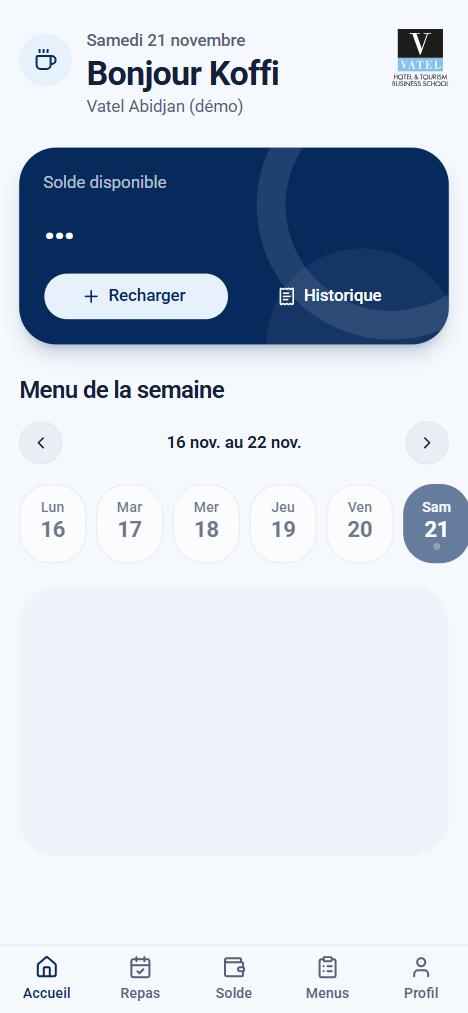 Samedi 21 novembre
Bonjour Koffi
Vatel Abidjan (démo)
V
VATEL
HOTEL & TOURISM
BUSINESS SCHOOL
Solde disponible
•••
Recharger
Historique
Menu de la semaine
16 nov. au 22 nov.
Lun Mar Mer Jeu Ven Sam
16 17 18 19 20 21
Accueil Repas Solde Menus Profil